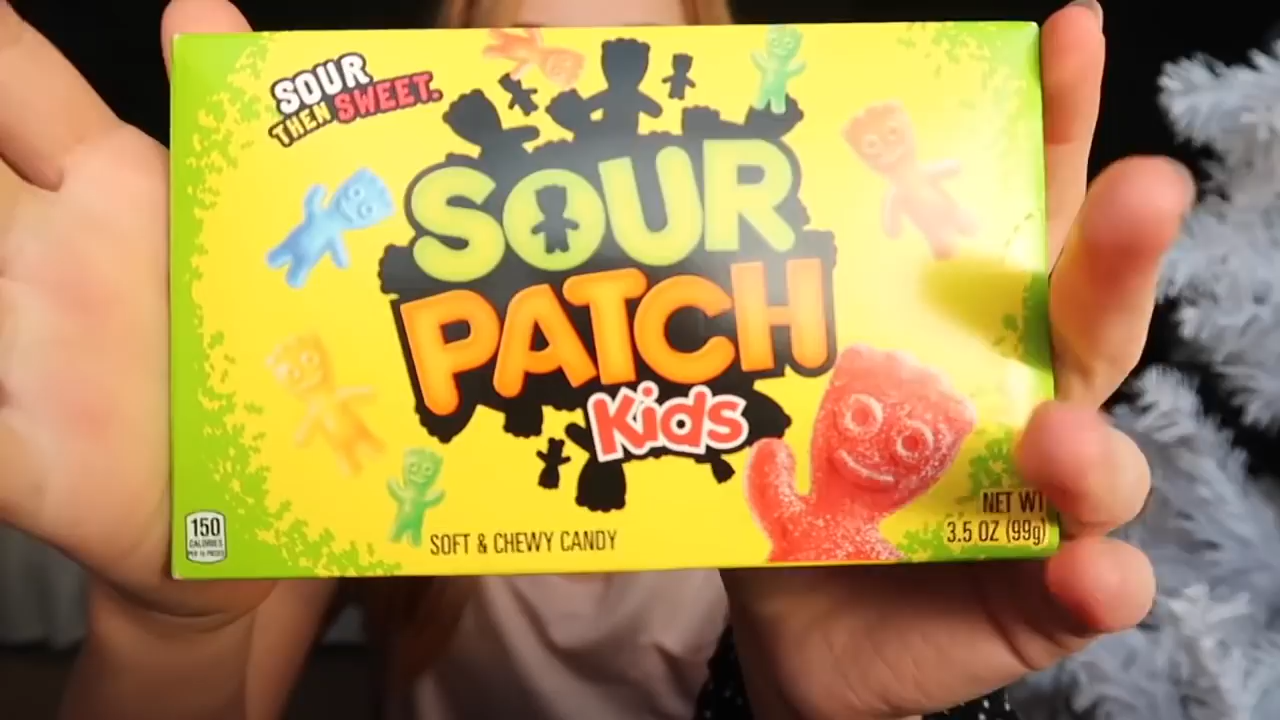 SOUR
THEN SWEET.
SOUR
PATCH
Kids
150
CALORIES
SOFT & CHEWY CANDY
NET WT
3.5 OZ (99g)